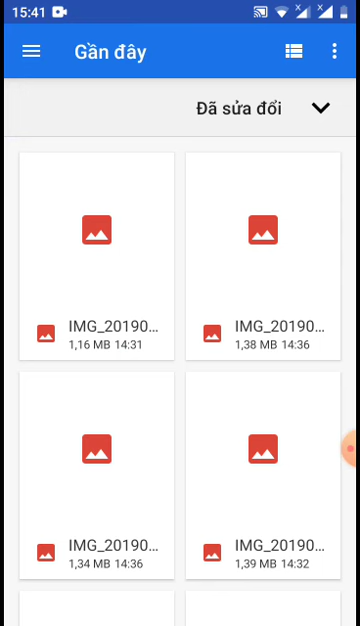 15:41
Gần đây
Đã sửa đổi
IMG_20190...
1,16 MB 14:31
IMG_20190...
1,38 MB 14:36
IMG_20190...
1,34 MB 14:36
IMG_20190...
1,39 MB 14:32